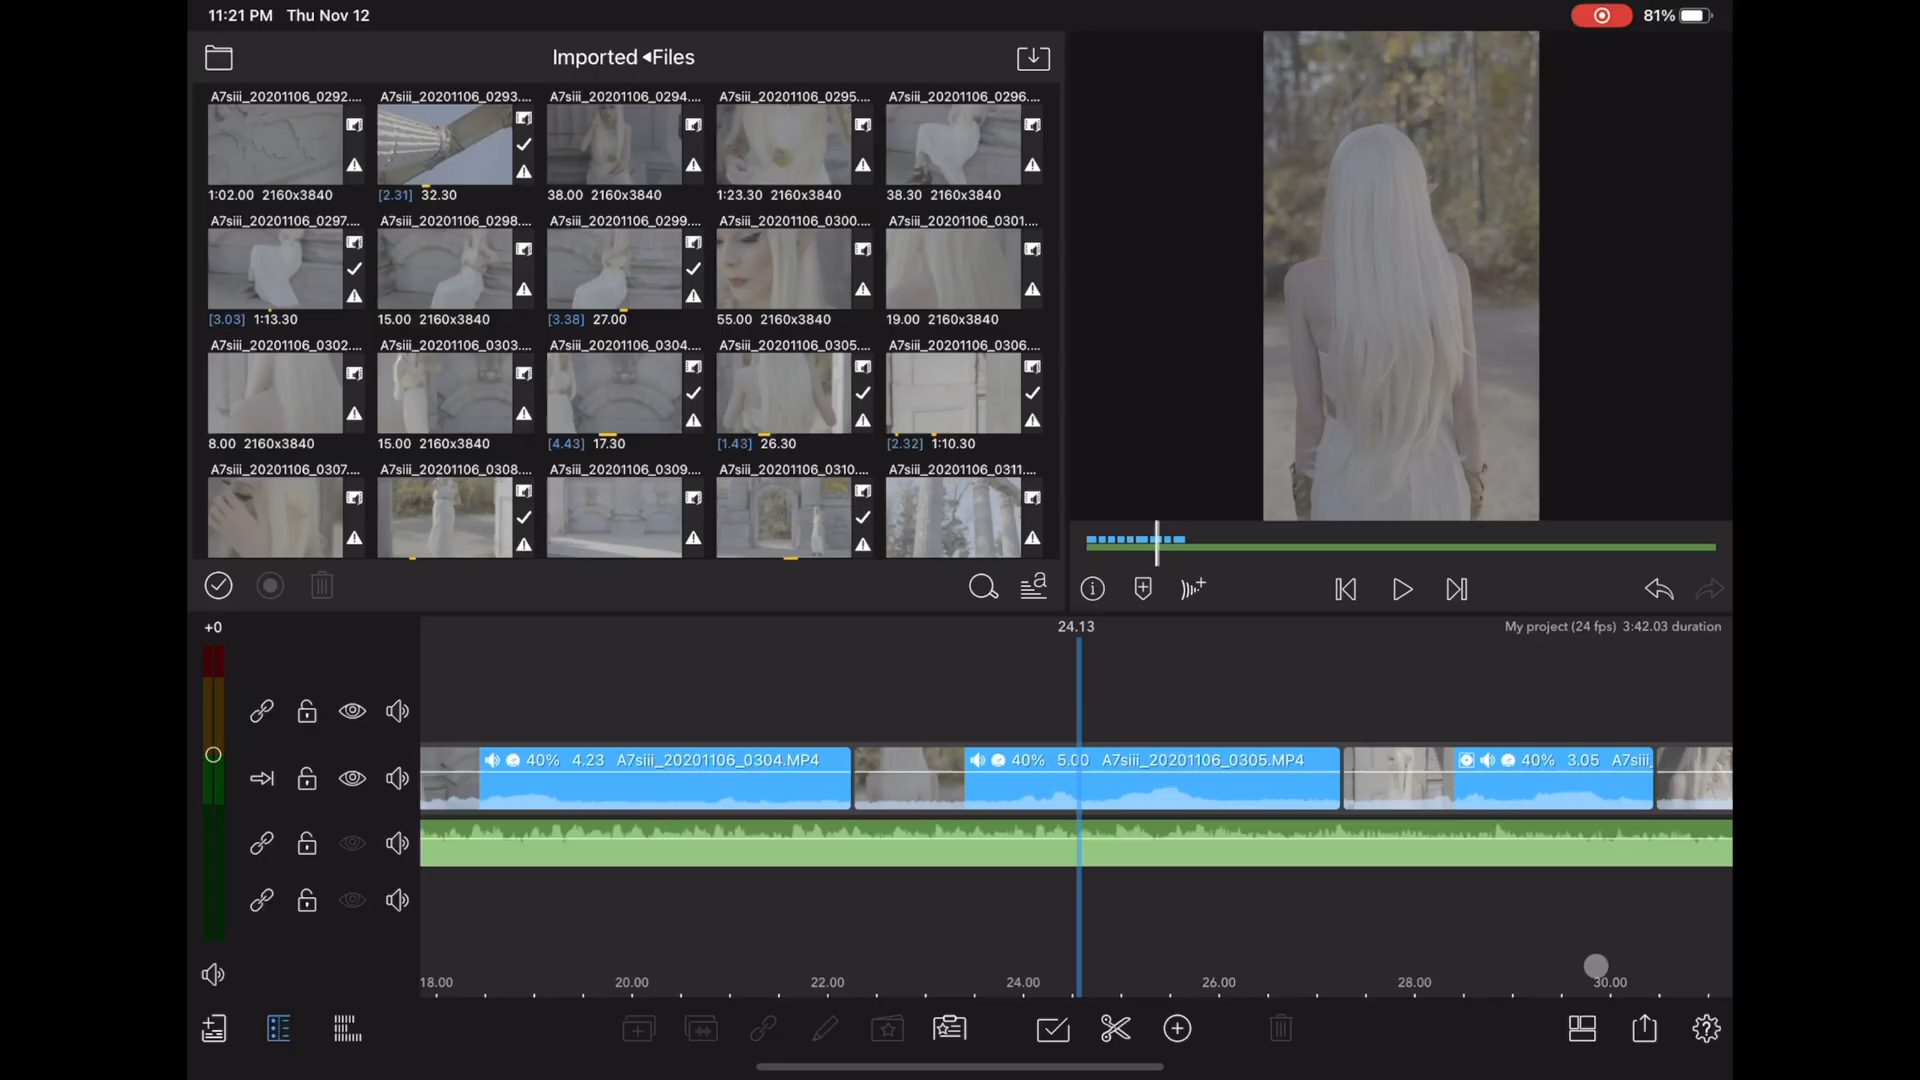 11:21 PM Thu Nov 12
81%
Imported ◂Files
A7siii_20201106_0292.... A7siii_20201106_0293.... A7siii_20201106_0294.... A7siii_20201106_0295.... A7siii_20201106_0296....
1:02.00 2160x3840 [2.31] 32.30 38.00 2160x3840 1:23.30 2160x3840 38.30 2160x3840
A7siii_20201106_0297.... A7siii_20201106_0298.... A7siii_20201106_0299.... A7siii_20201106_0300.... A7siii_20201106_0301....
[3.03] 1:13.30 15.00 2160x3840 [3.38] 27.00 55.00 2160x3840 19.00 2160x3840
A7siii_20201106_0302.... A7siii_20201106_0303.... A7siii_20201106_0304.... A7siii_20201106_0305.... A7siii_20201106_0306....
8.00 2160x3840 15.00 2160x3840 [4.43] 17.30 [1.43] 26.30 [2.32] 1:10.30
A7siii_20201106_0307.... A7siii_20201106_0308.... A7siii_20201106_0309.... A7siii_20201106_0310.... A7siii_20201106_0311....
+0
24.13
My project (24 fps) 3:42.03 duration
40% 4.23 A7siii_20201106_0304.MP4
40% 5.00 A7siii_20201106_0305.MP4
40% 3.05 A7siii_
18.00 20.00 22.00 24.00 26.00 28.00 30.00